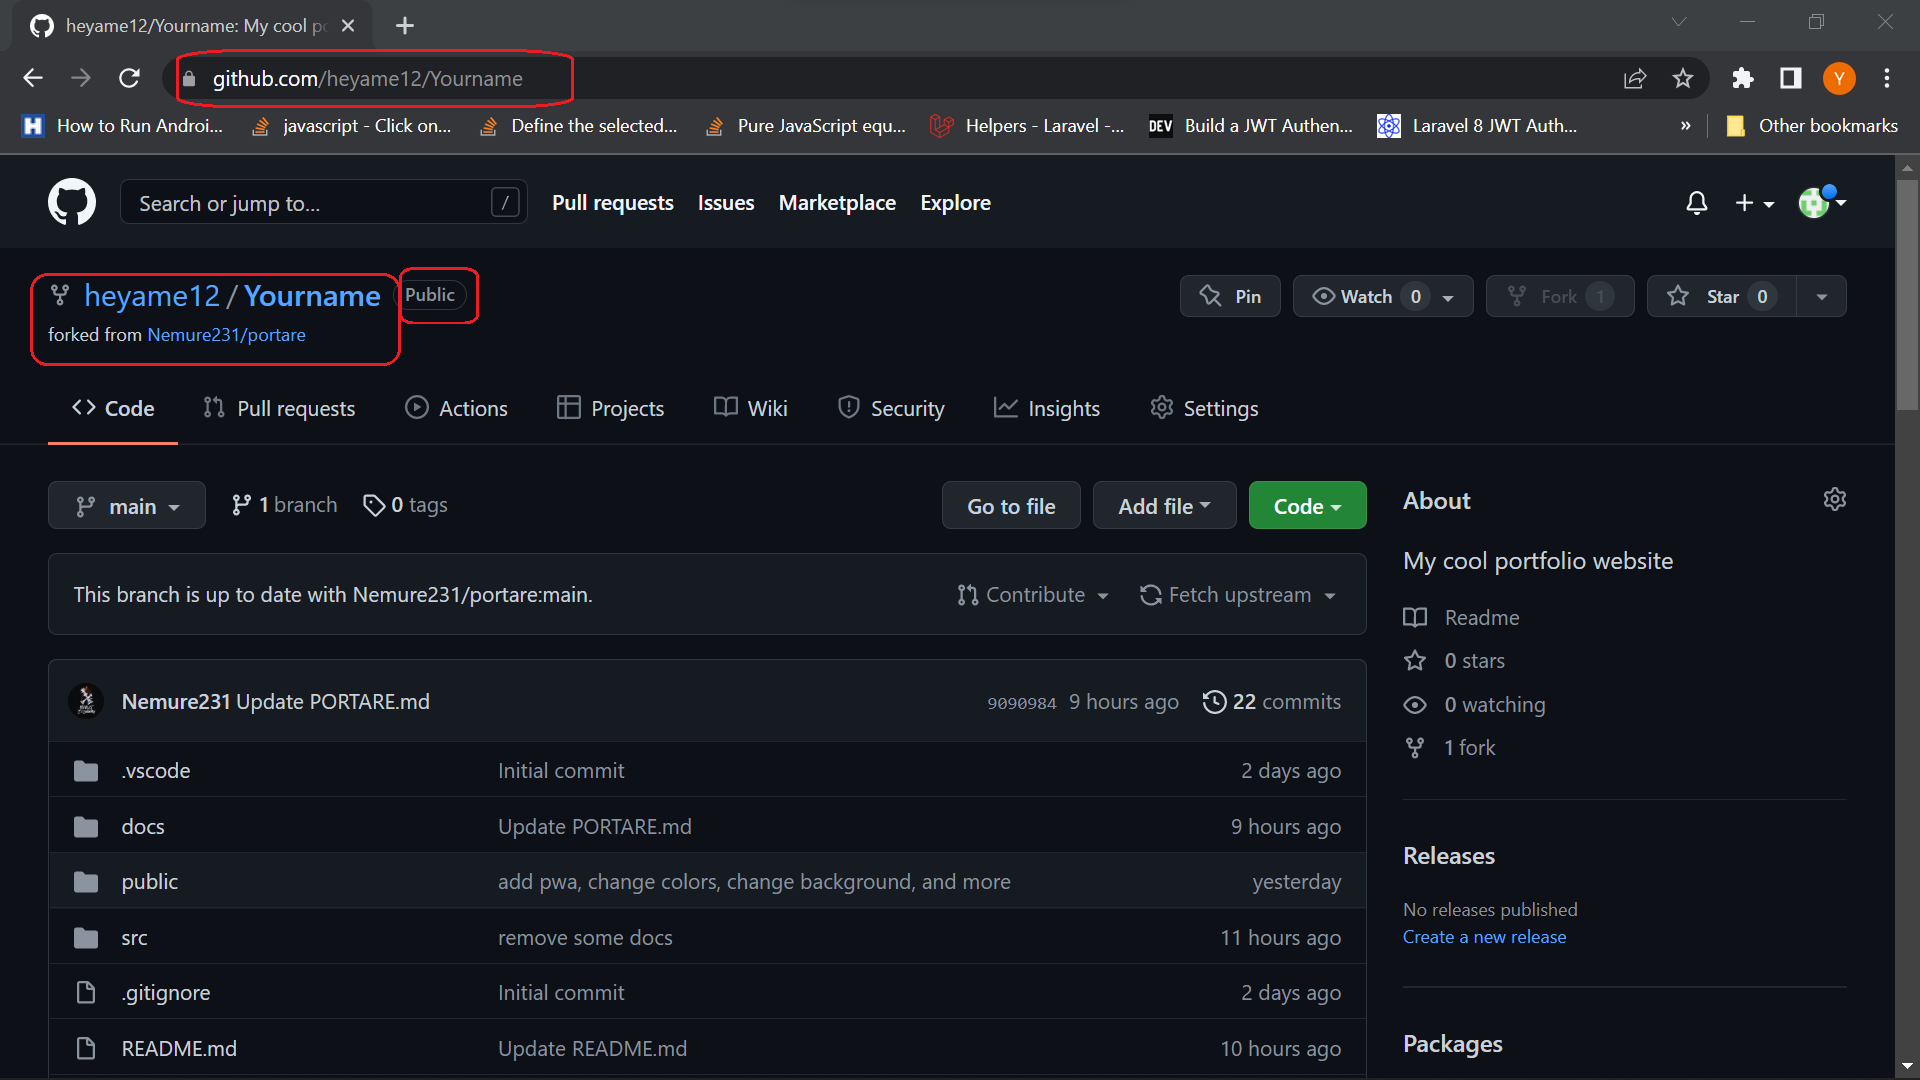 heyame12/Yourname: My cool po
github.com/heyame12/Yourname
Y
How to Run Androi... javascript - Click on... Define the selected... Pure JavaScript equ... Helpers - Laravel -... DEV Build a JWT Authen... Laravel 8 JWT Auth... » Other bookmarks
Search or jump to... / Pull requests Issues Marketplace Explore
heyame12 / Yourname Public
forked from Nemure231/portare
Pin Watch 0 Fork 1 Star 0
Code Pull requests Actions Projects Wiki Security Insights Settings
main 1 branch 0 tags Go to file Add file Code
This branch is up to date with Nemure231/portare:main. Contribute Fetch upstream
Nemure231 Update PORTARE.md 9090984 9 hours ago 22 commits
.vscode Initial commit 2 days ago
docs Update PORTARE.md 9 hours ago
public add pwa, change colors, change background, and more yesterday
src remove some docs 11 hours ago
.gitignore Initial commit 2 days ago
README.md Update README.md 10 hours ago
About
My cool portfolio website
Readme
0 stars
0 watching
1 fork
Releases
No releases published
Create a new release
Packages